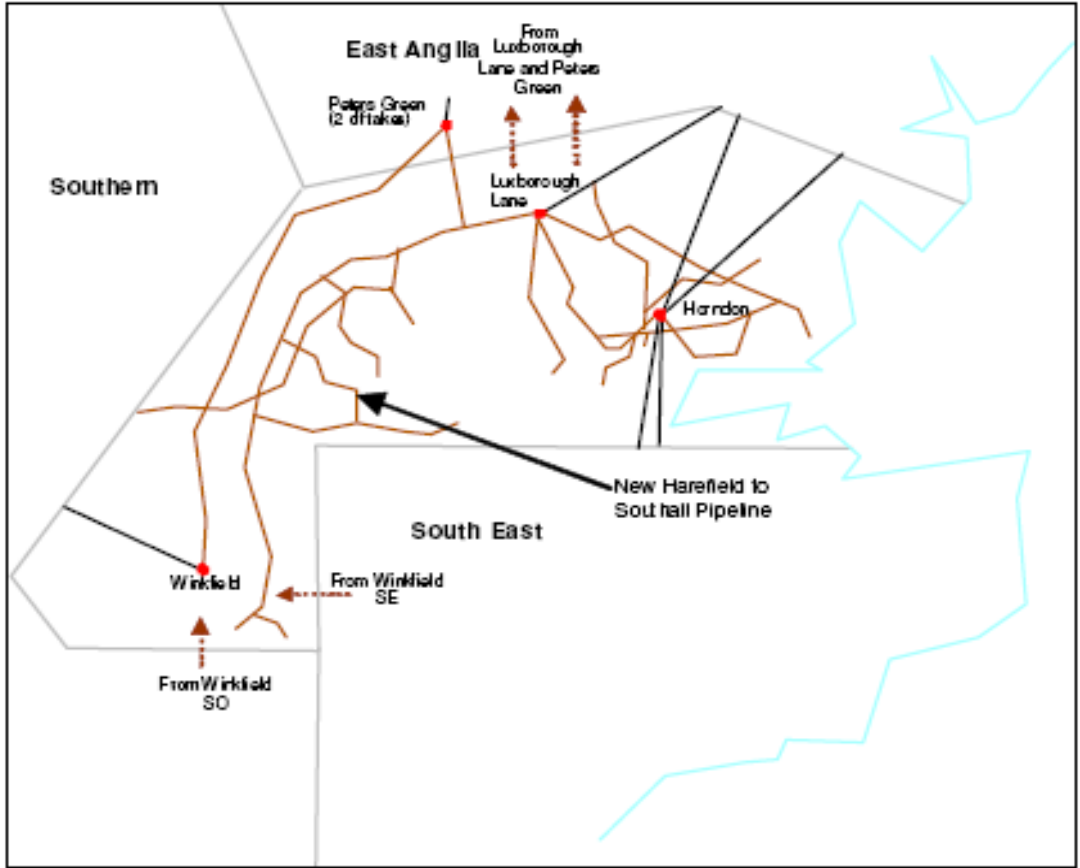 East Anglia
From
Luxborough
Lane and Peters
Green
Peters Green
(2 offtakes)
Southern
Luxborough
Lane
Horndon
New Harefield to
Southall Pipeline
South East
Winkfield
From Winkfield
SE
From Winkfield
SO